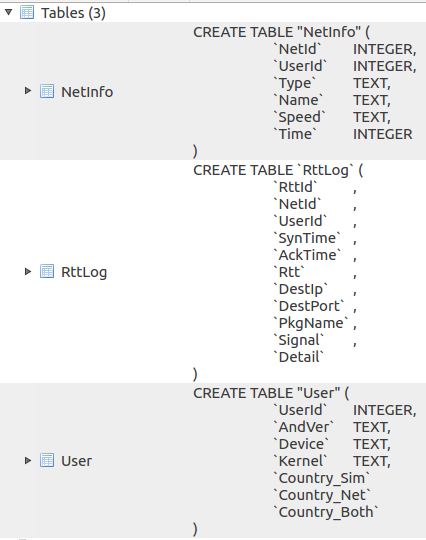 Tables (3)
NetInfo
CREATE TABLE "NetInfo" (
`NetId` INTEGER,
`UserId` INTEGER,
`Type` TEXT,
`Name` TEXT,
`Speed` TEXT,
`Time` INTEGER
)
RttLog
CREATE TABLE `RttLog` (
`RttId` ,
`NetId` ,
`UserId` ,
`SynTime` ,
`AckTime` ,
`Rtt` ,
`DestIp` ,
`DestPort` ,
`PkgName` ,
`Signal` ,
`Detail`
)
User
CREATE TABLE "User" (
`UserId` INTEGER,
`AndVer` TEXT,
`Device` TEXT,
`Kernel` TEXT,
`Country_Sim`
`Country_Net`
`Country_Both`
)